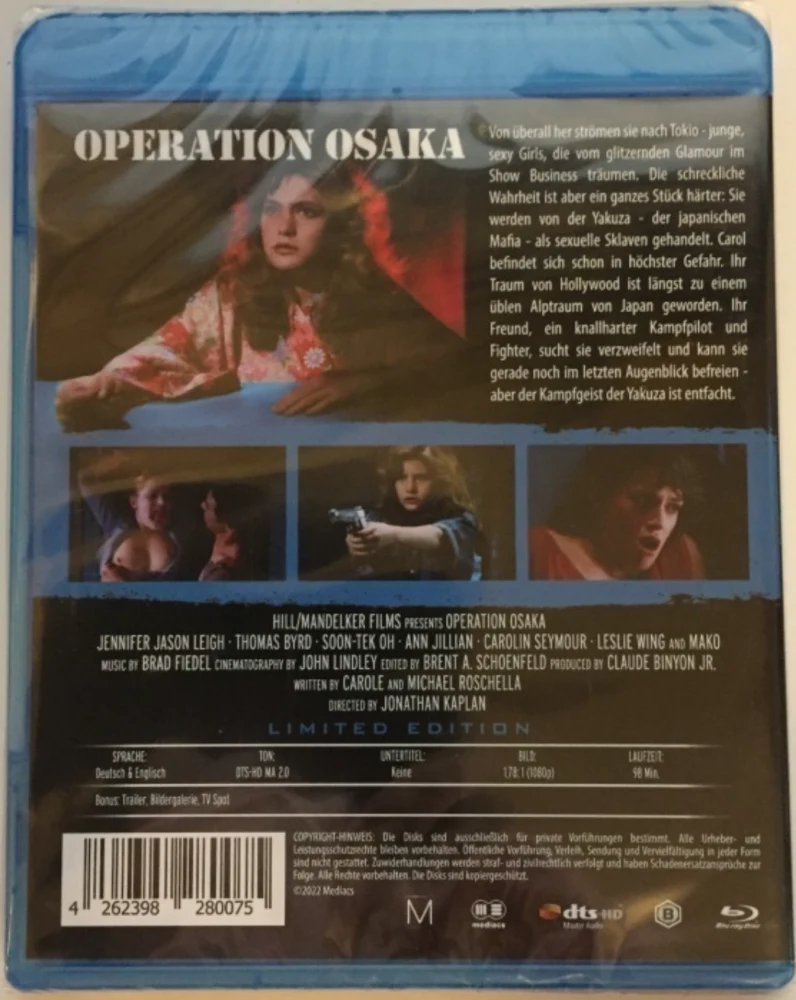 OPERATION OSAKA
Von überall her strömen sie nach Tokio - junge,
sexy Girls, die vom glitzernden Glamour im
Show Business träumen. Die schreckliche
Wahrheit ist aber ein ganzes Stück härter: Sie
werden von der Yakuza - der japanischen
Mafia - als sexuelle Sklaven gehandelt. Carol
befindet sich schon in höchster Gefahr. Ihr
Traum von Hollywood ist längst zu einem
üblen Alptraum von Japan geworden. Ihr
Freund, ein knallharter Kampfpilot und
Fighter, sucht sie verzweifelt und kann sie
gerade noch im letzten Augenblick befreien -
aber der Kampfgeist der Yakuza ist entfacht.
HILL/MANDELKER FILMS PRESENTS OPERATION OSAKA
JENNIFER JASON LEIGH · THOMAS BYRD · SOON-TEK OH · ANN JILLIAN · CAROLIN SEYMOUR · LESLIE WING AND MAKO
MUSIC BY BRAD FIEDEL CINEMATOGRAPHY BY JOHN LINDLEY EDITED BY BRENT A. SCHOENFELD PRODUCED BY CLAUDE BINYON JR.
WRITTEN BY CAROLE AND MICHAEL ROSCHELLA
DIRECTED BY JONATHAN KAPLAN
LIMITED EDITION
SPRACHE: TON: UNTERTITEL: BILD: LAUFZEIT:
Deutsch & Englisch DTS-HD MA 2.0 Keine 1,78:1 (1080p) 98 Min.
Bonus: Trailer, Bildergalerie, TV Spot
COPYRIGHT-HINWEIS: Die Disks sind ausschließlich für private Vorführungen bestimmt. Alle Urheber- und
Leistungsschutzrechte bleiben vorbehalten. Öffentliche Vorführung, Verleih, Sendung und Vervielfältigung in jeder Form
sind nicht gestattet. Zuwiderhandlungen werden straf- und zivilrechtlich verfolgt und haben Schadenersatzansprüche zur
Folge. Alle Rechte vorbehalten. Die Disks sind kopiergeschützt.
©2022 Mediacs
4 262398 280075
M mediacs dts-HD Master Audio B Blu-ray Disc